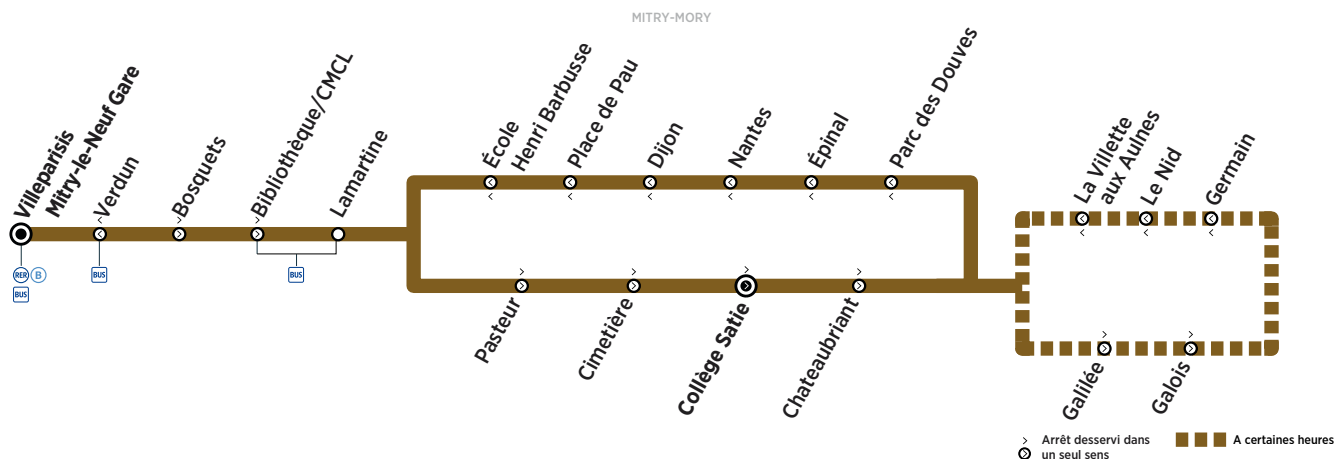 MITRY-MORY
Villeparisis
Mitry-le-Neuf Gare
Verdun
Bosquets
Bibliothèque/CMCL
Lamartine
École
Henri Barbusse
Place de Pau
Dijon
Nantes
Épinal
Parc des Douves
La Villette
aux Aulnes
Le Nid
Germain
RER B
BUS
BUS
BUS
Pasteur
Cimetière
Collège Satie
Chateaubriant
Galilée
Galois
Arrêt desservi dans
un seul sens
A certaines heures